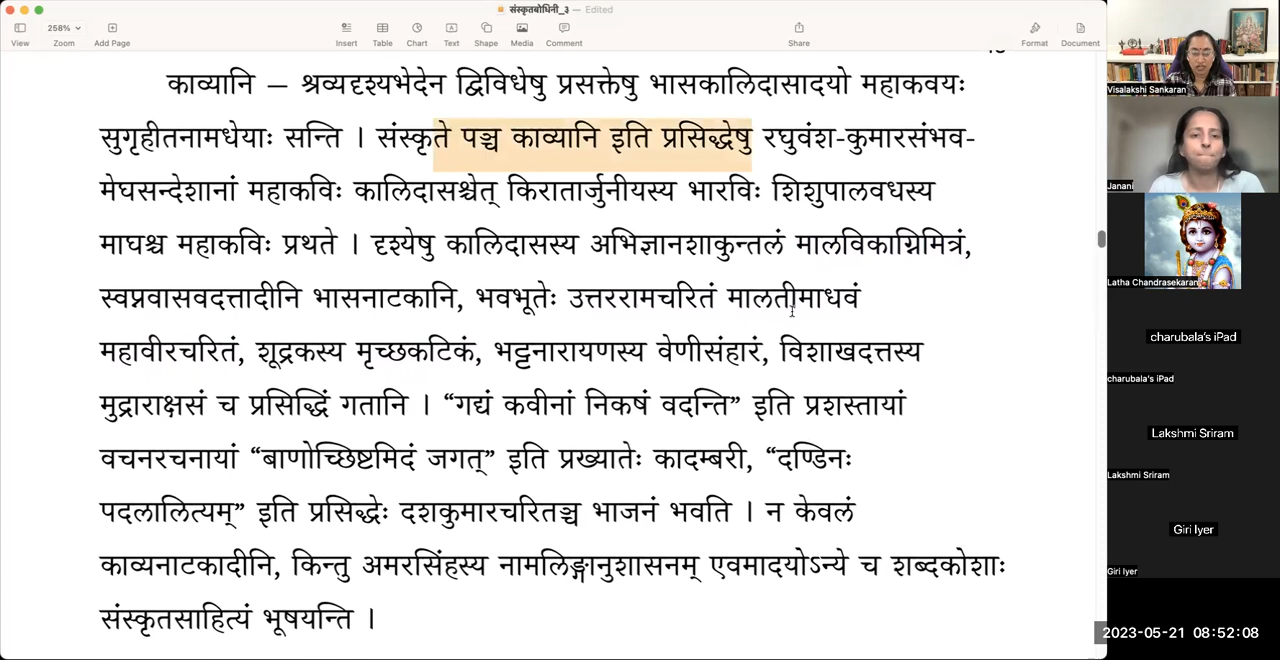 संस्कृतबोधिनी_३ — Edited
258%
View
Zoom
Add Page
Insert
Table
Chart
Text
Shape
Media
Comment
Share
Format
Document
काव्यानि — श्रव्यदृश्यभेदेन द्विविधेषु प्रसक्तेषु भासकालिदासादयो महाकवयः
सुगृहीतनामधेयाः सन्ति । संस्कृते पञ्च काव्यानि इति प्रसिद्धेषु रघुवंश-कुमारसंभव-
मेघसन्देशानां महाकविः कालिदासश्चेत् किरातार्जुनीयस्य भारविः शिशुपालवधस्य
माघश्च महाकविः प्रथते । दृश्येषु कालिदासस्य अभिज्ञानशाकुन्तलं मालविकाग्निमित्रं,
स्वप्नवासवदत्तादीनि भासनाटकानि, भवभूतेः उत्तररामचरितं मालतीमाधवं
महावीरचरितं, शूद्रकस्य मृच्छकटिकं, भट्टनारायणस्य वेणीसंहारं, विशाखदत्तस्य
मुद्राराक्षसं च प्रसिद्धिं गतानि । “गद्यं कवीनां निकषं वदन्ति” इति प्रशस्तायां
वचनरचनायां “बाणोच्छिष्टमिदं जगत्” इति प्रख्यातेः कादम्बरी, “दण्डिनः
पदलालित्यम्” इति प्रसिद्धेः दशकुमारचरितञ्च भाजनं भवति । न केवलं
काव्यनाटकादीनि, किन्तु अमरसिंहस्य नामलिङ्गानुशासनम् एवमादयोऽन्ये च शब्दकोशाः
संस्कृतसाहित्यं भूषयन्ति ।
Visalakshi Sankaran
Janani
Latha Chandrasekaran
charubala's iPad
charubala's iPad
Lakshmi Sriram
Lakshmi Sriram
Giri Iyer
Giri Iyer
2023-05-21 08:52:08